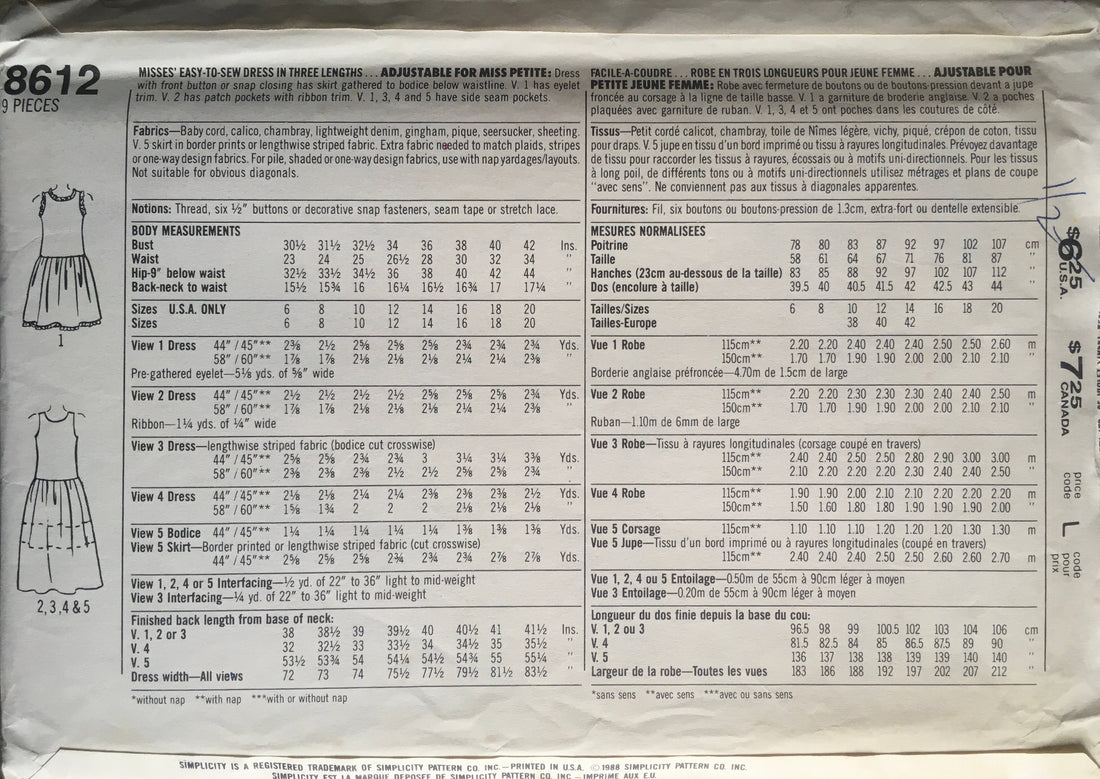 8612
9 PIECES
MISSES' EASY-TO-SEW DRESS IN THREE LENGTHS . . . ADJUSTABLE FOR MISS PETITE: Dress
with front button or snap closing has skirt gathered to bodice below waistline. V. 1 has eyelet
trim. V. 2 has patch pockets with ribbon trim. V. 1, 3, 4 and 5 have side seam pockets.
Fabrics—Baby cord, calico, chambray, lightweight denim, gingham, pique, seersucker, sheeting.
V. 5 skirt in border prints or lengthwise striped fabric. Extra fabric needed to match plaids, stripes
or one-way design fabrics. For pile, shaded or one-way design fabrics, use with nap yardages/layouts.
Not suitable for obvious diagonals.
Notions: Thread, six ½" buttons or decorative snap fasteners, seam tape or stretch lace.
BODY MEASUREMENTS
Bust 30½ 31½ 32½ 34 36 38 40 42 Ins.
Waist 23 24 25 26½ 28 30 32 34 "
Hip-9" below waist 32½ 33½ 34½ 36 38 40 42 44 "
Back-neck to waist 15½ 15¾ 16 16¼ 16½ 16¾ 17 17¼ "
Sizes U.S.A. ONLY 6 8 10 12 14 16 18 20
Sizes 6 8 10 12 14 16 18 20
View 1 Dress 44" / 45"** 2⅜ 2½ 2⅝ 2⅝ 2⅝ 2¾ 2¾ 2¾ Yds.
58" / 60"** 1⅞ 1⅞ 2⅛ 2⅛ 2⅛ 2¼ 2¼ 2⅜ "
Pre-gathered eyelet—5⅛ yds. of ⅝" wide
View 2 Dress 44" / 45"** 2½ 2½ 2½ 2½ 2⅝ 2⅝ 2⅝ 2¾ Yds.
58" / 60"** 1⅞ 1⅞ 2⅛ 2⅛ 2⅛ 2¼ 2¼ 2⅜ "
Ribbon—1¼ yds. of ¼" wide
View 3 Dress—lengthwise striped fabric (bodice cut crosswise)
44" / 45"** 2⅝ 2⅝ 2¾ 2¾ 3 3¼ 3¼ 3⅜ Yds.
58" / 60"** 2⅜ 2⅜ 2⅜ 2½ 2½ 2⅝ 2⅝ 2¾ "
View 4 Dress 44" / 45"** 2⅛ 2⅛ 2¼ 2¼ 2⅜ 2⅜ 2⅜ 2½ Yds.
58" / 60"** 1⅝ 1¾ 2 2 2 2⅛ 2⅛ 2⅛ "
View 5 Bodice 44" / 45"** 1¼ 1¼ 1¼ 1¼ 1¼ 1⅜ 1⅜ 1⅜ Yds.
View 5 Skirt—Border printed or lengthwise striped fabric (cut crosswise)
44" / 45"** 2⅝ 2⅝ 2⅝ 2¾ 2¾ 2¾ 2⅞ 2⅞ Yds.
View 1, 2, 4 or 5 Interfacing—½ yd. of 22" to 36" light to mid-weight
View 3 Interfacing—¼ yd. of 22" to 36" light to mid-weight
Finished back length from base of neck:
V. 1, 2 or 3 38 38½ 39 39½ 40 40½ 41 41½ Ins.
V. 4 32 32½ 33 33½ 34 34½ 35 35½ "
V. 5 53½ 53¾ 54 54¼ 54½ 54¾ 55 55¼ "
Dress width—All views 72 73 74 75½ 77½ 79½ 81½ 83½ "
*without nap **with nap ***with or without nap
1
2, 3, 4 & 5
FACILE-A-COUDRE . . . ROBE EN TROIS LONGUEURS POUR JEUNE FEMME . . . AJUSTABLE POUR
PETITE JEUNE FEMME: Robe avec fermeture de boutons ou de boutons-pression devant a jupe
froncée au corsage à la ligne de taille basse. V. 1 a garniture de broderie anglaise. V. 2 a poches
plaquées avec garniture de ruban. V. 1, 3, 4 et 5 ont poches dans les coutures de côté.
Tissus—Petit cordé calicot, chambray, toile de Nîmes légère, vichy, piqué, crépon de coton, tissu
pour draps. V. 5 jupe en tissu d'un bord imprimé ou tissu à rayures longitudinales. Prévoyez davantage
de tissu pour raccorder les tissus à rayures, écossais ou à motifs uni-directionnels. Pour les tissus
à long poil, de différents tons ou à motifs uni-directionnels utilisez métrages et plans de coupe
"avec sens". Ne conviennent pas aux tissus à diagonales apparentes.
Fournitures: Fil, six boutons ou boutons-pression de 1.3cm, extra-fort ou dentelle extensible.
MESURES NORMALISEES
Poitrine 78 80 83 87 92 97 102 107 cm
Taille 58 61 64 67 71 76 81 87 "
Hanches (23cm au-dessous de la taille) 83 85 88 92 97 102 107 112 "
Dos (encolure à taille) 39.5 40 40.5 41.5 42 42.5 43 44 "
Tailles/Sizes 6 8 10 12 14 16 18 20
Tailles-Europe 38 40 42
Vue 1 Robe 115cm** 2.20 2.20 2.40 2.40 2.40 2.50 2.50 2.60 m
150cm** 1.70 1.70 1.90 1.90 2.00 2.00 2.10 2.10 "
Borderie anglaise préfroncée—4.70m de 1.5cm de large
Vue 2 Robe 115cm** 2.20 2.20 2.30 2.30 2.30 2.40 2.40 2.50 m
150cm** 1.70 1.70 1.90 1.90 2.00 2.00 2.10 2.10 "
Ruban—1.10m de 6mm de large
Vue 3 Robe—Tissu à rayures longitudinales (corsage coupé en travers)
115cm** 2.40 2.40 2.50 2.50 2.80 2.90 3.00 3.00 m
150cm** 2.10 2.20 2.20 2.20 2.30 2.40 2.40 2.50 "
Vue 4 Robe 115cm** 1.90 1.90 2.00 2.10 2.10 2.20 2.20 2.20 m
150cm** 1.50 1.60 1.80 1.80 1.90 1.90 1.90 2.00 "
Vue 5 Corsage 115cm** 1.10 1.10 1.10 1.20 1.20 1.20 1.30 1.30 m
Vue 5 Jupe—Tissu d'un bord imprimé ou à rayures longitudinales (coupé en travers)
115cm** 2.40 2.40 2.40 2.50 2.50 2.60 2.60 2.70 m
Vue 1, 2, 4 ou 5 Entoilage—0.50m de 55cm à 90cm léger à moyen
Vue 3 Entoilage—0.20m de 55cm à 90cm léger à moyen
Longueur du dos finie depuis la base du cou:
V. 1, 2 ou 3 96.5 98 99 100.5 102 103 104 106 cm
V. 4 81.5 82.5 84 85 86.5 87.5 89 90 "
V. 5 136 137 138 138 139 139 140 140 "
Largeur de la robe—Toutes les vues 183 186 188 192 197 202 207 212 "
*sans sens **avec sens ***avec ou sans sens
1/2
$625 U.S.A.
$725 CANADA
price code L code pour prix
SIMPLICITY IS A REGISTERED TRADEMARK OF SIMPLICITY PATTERN CO. INC.—PRINTED IN U.S.A. ©1988 SIMPLICITY PATTERN CO. INC.
SIMPLICITY EST LA MARQUE DEPOSEE DE SIMPLICITY PATTERN CO. INC—IMPRIME AUX E.U.